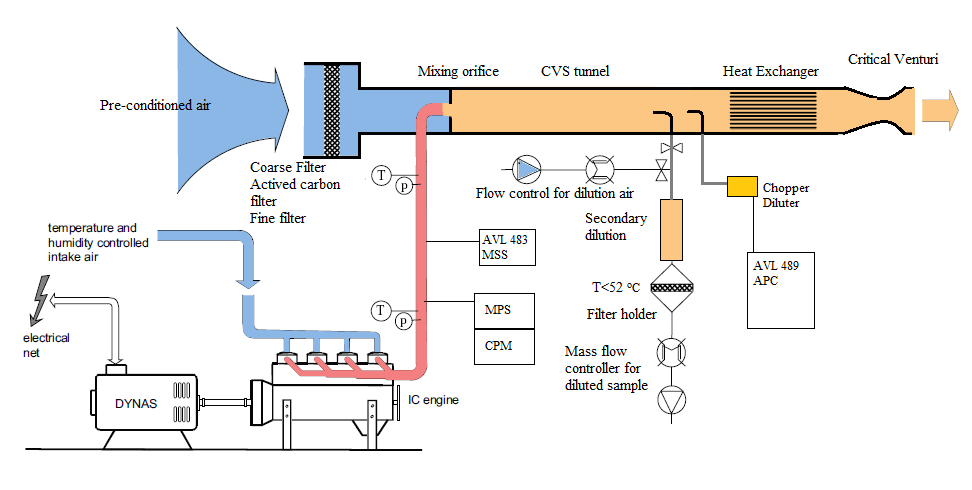 Critical Venturi
Mixing orifice
CVS tunnel
Heat Exchanger
Pre-conditioned air
Coarse Filter
Actived carbon
filter
Fine filter
T
p
Flow control for dilution air
Chopper
Diluter
Secondary
dilution
temperature and
humidity controlled
intake air
AVL 483
MSS
AVL 489
APC
T<52 °C
Filter holder
T
p
MPS
CPM
electrical
net
Mass flow
controller for
diluted sample
DYNAS
IC engine